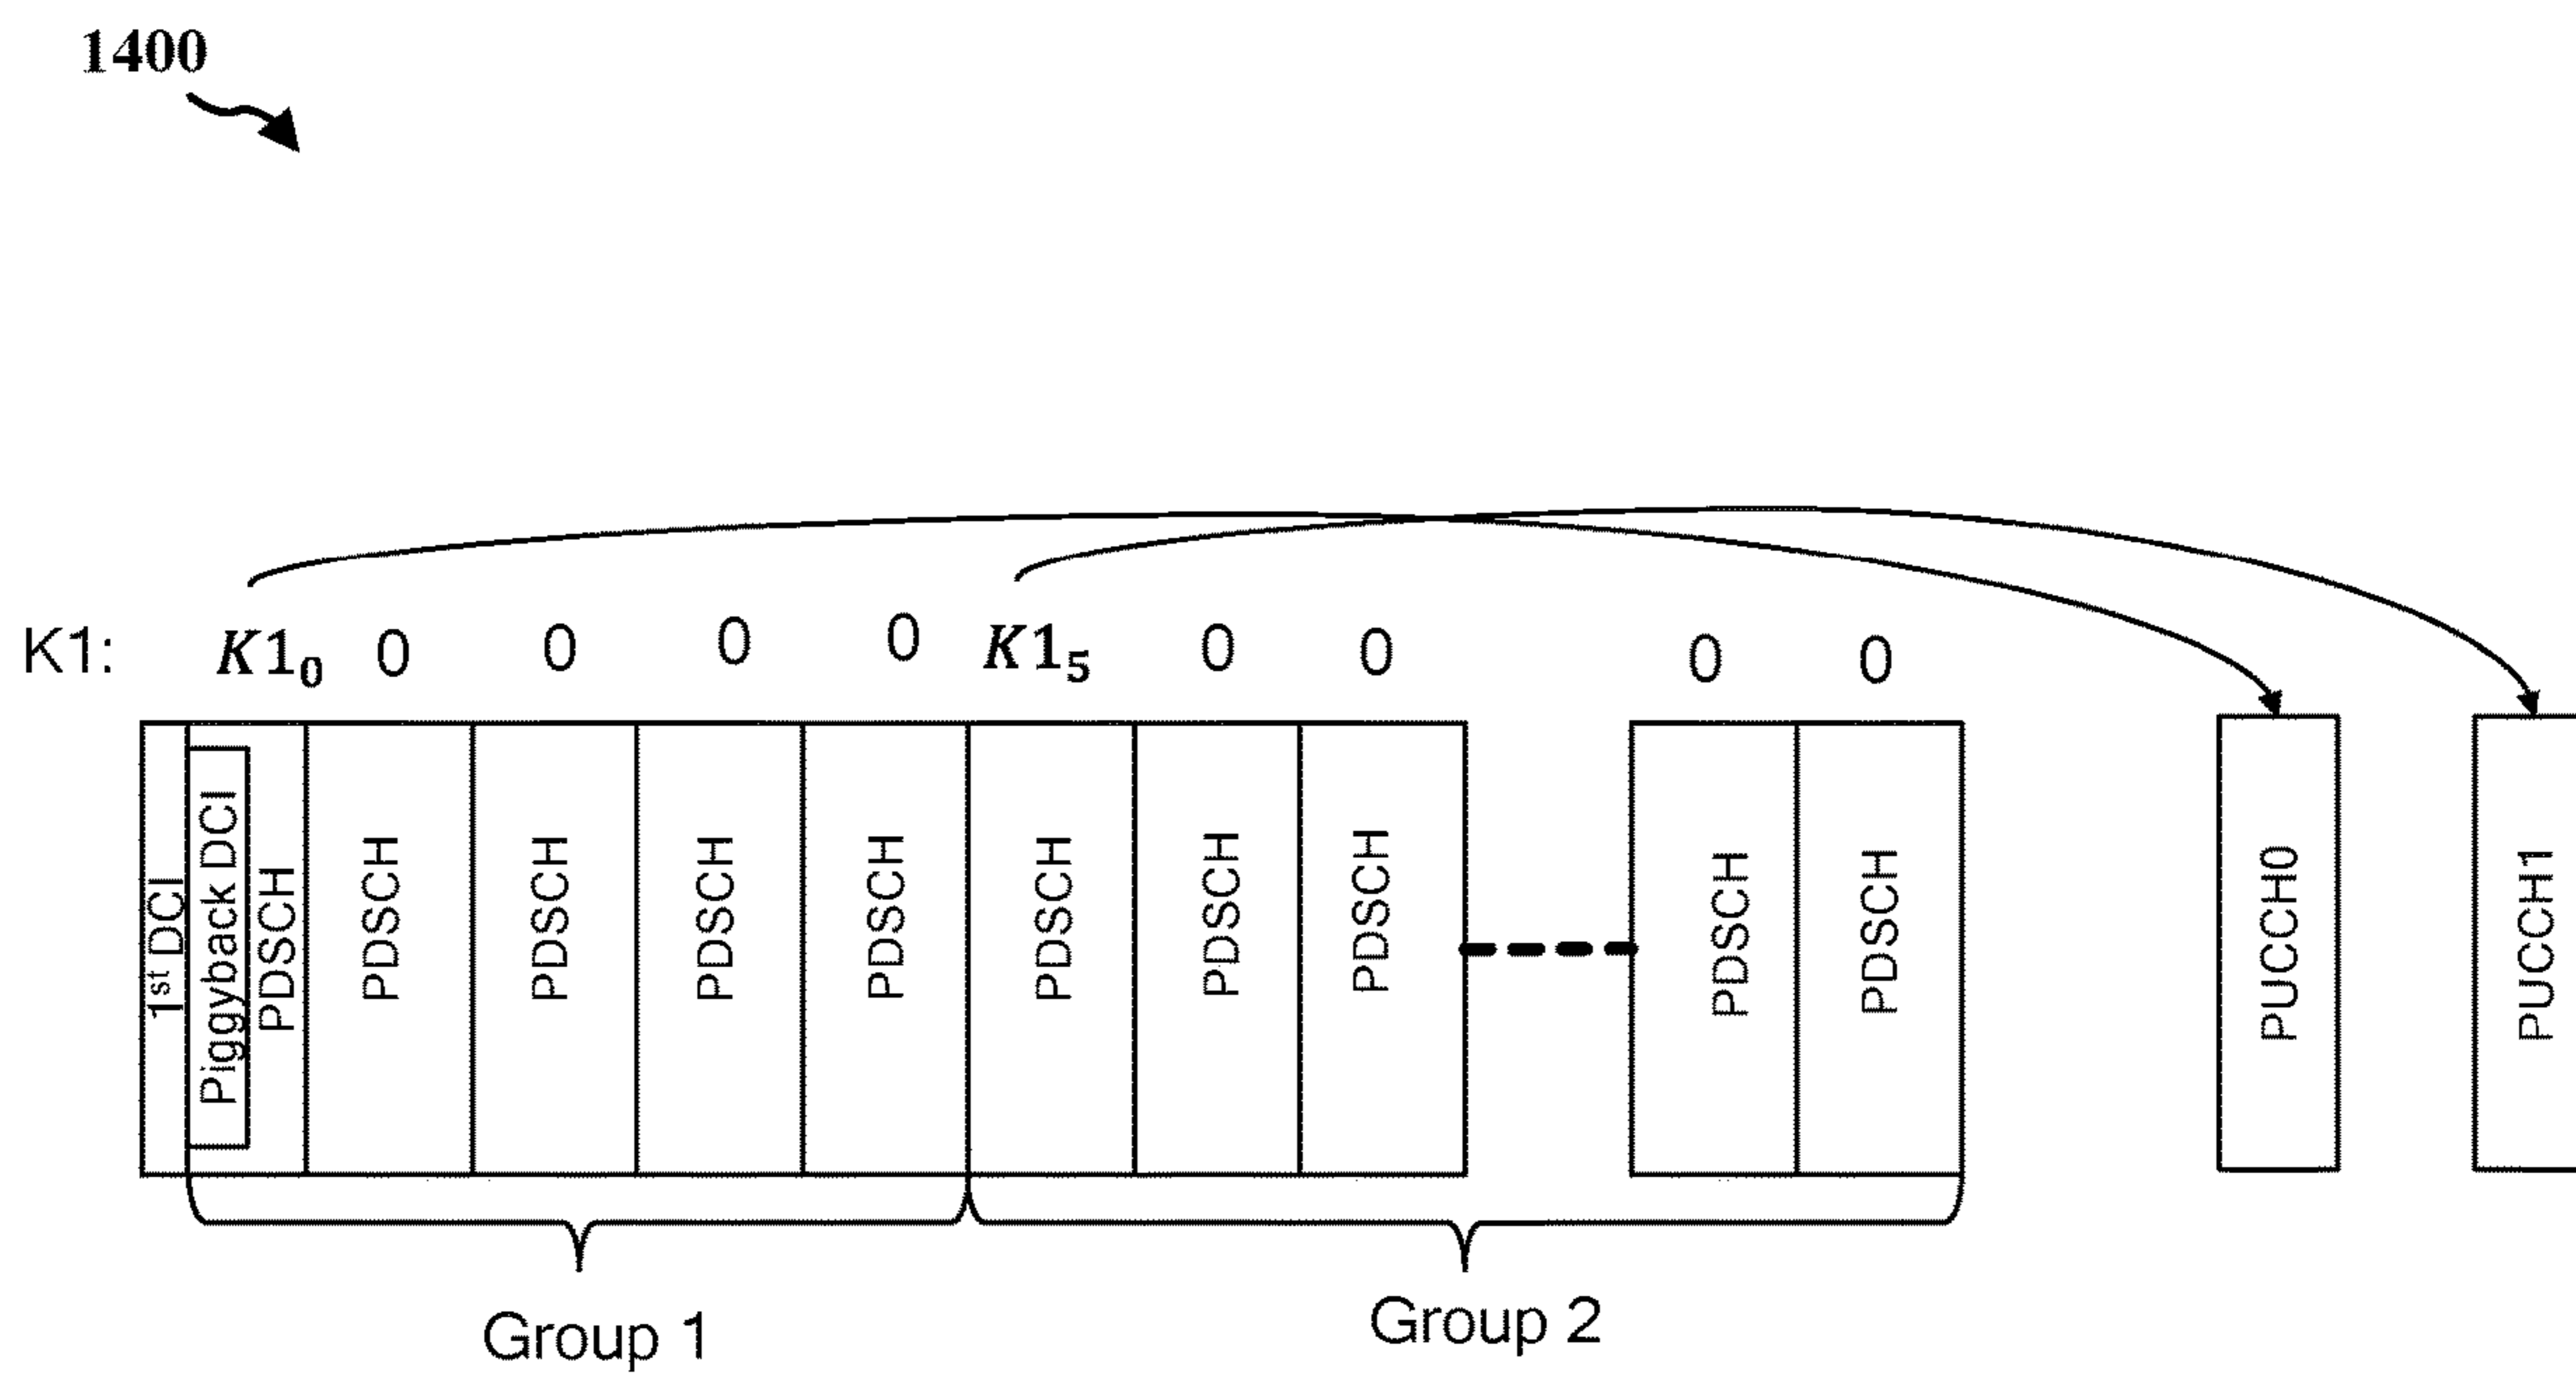 1400
K1: K1₀ 0 0 0 0 K1₅ 0 0 0 0
1st DCI
Piggyback DCI
PDSCH
PDSCH
PDSCH
PDSCH
PDSCH
PDSCH
PDSCH
PDSCH
PDSCH
PDSCH
PUCCH0
PUCCH1
Group 1
Group 2